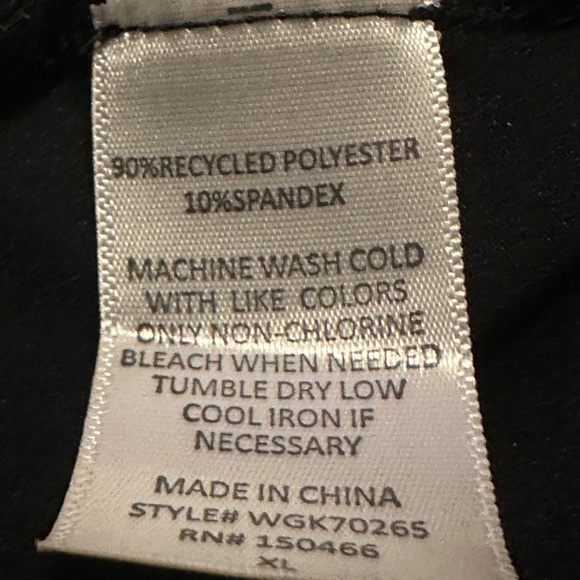 90%RECYCLED POLYESTER
10%SPANDEX
MACHINE WASH COLD
WITH LIKE COLORS
ONLY NON-CHLORINE
BLEACH WHEN NEEDED
TUMBLE DRY LOW
COOL IRON IF
NECESSARY
MADE IN CHINA
STYLE# WGK70265
RN# 150466
XL